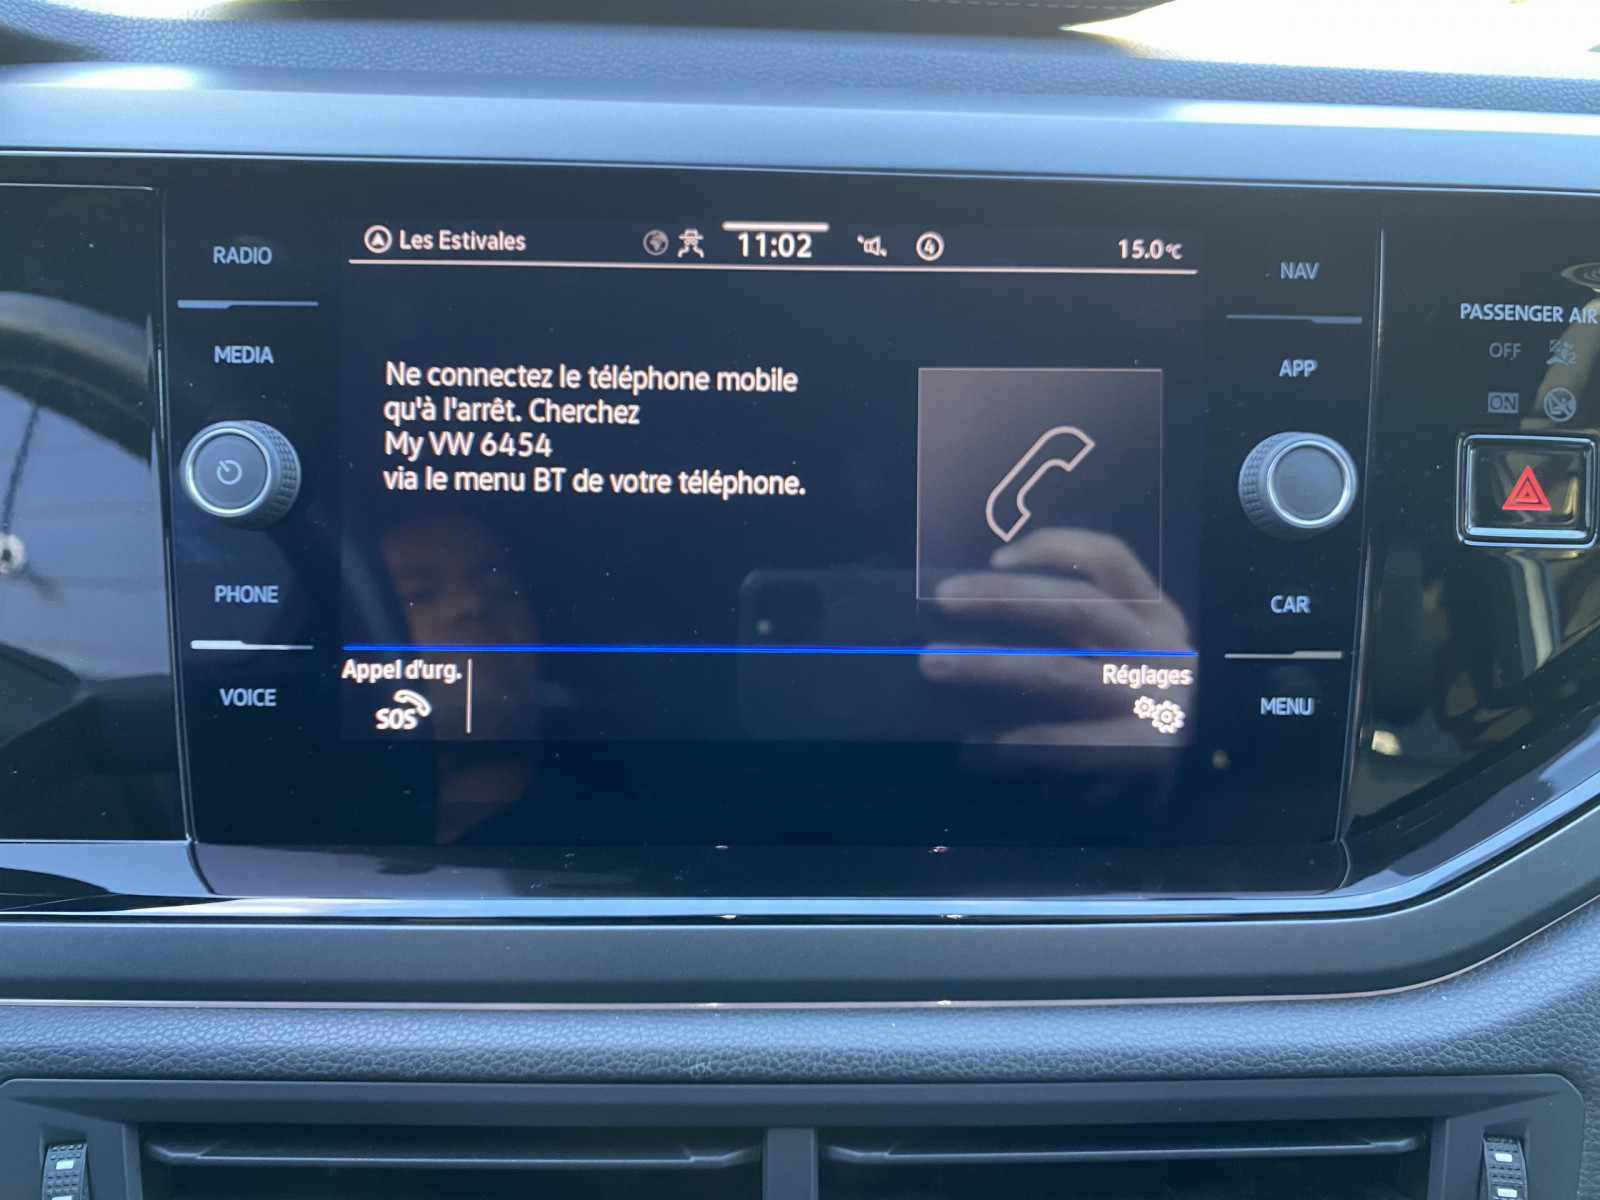 Les Estivales 11:02 4 15.0°C
RADIO
MEDIA
PHONE
VOICE
Ne connectez le téléphone mobile
qu'à l'arrêt. Cherchez
My VW 6454
via le menu BT de votre téléphone.
Appel d'urg.
SOS
Réglages
NAV
APP
CAR
MENU
PASSENGER AIR
OFF
ON